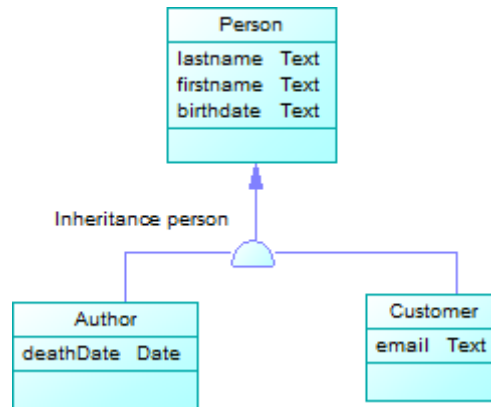 Person
lastname Text
firstname Text
birthdate Text
Inheritance person
Author
deathDate Date
Customer
email Text